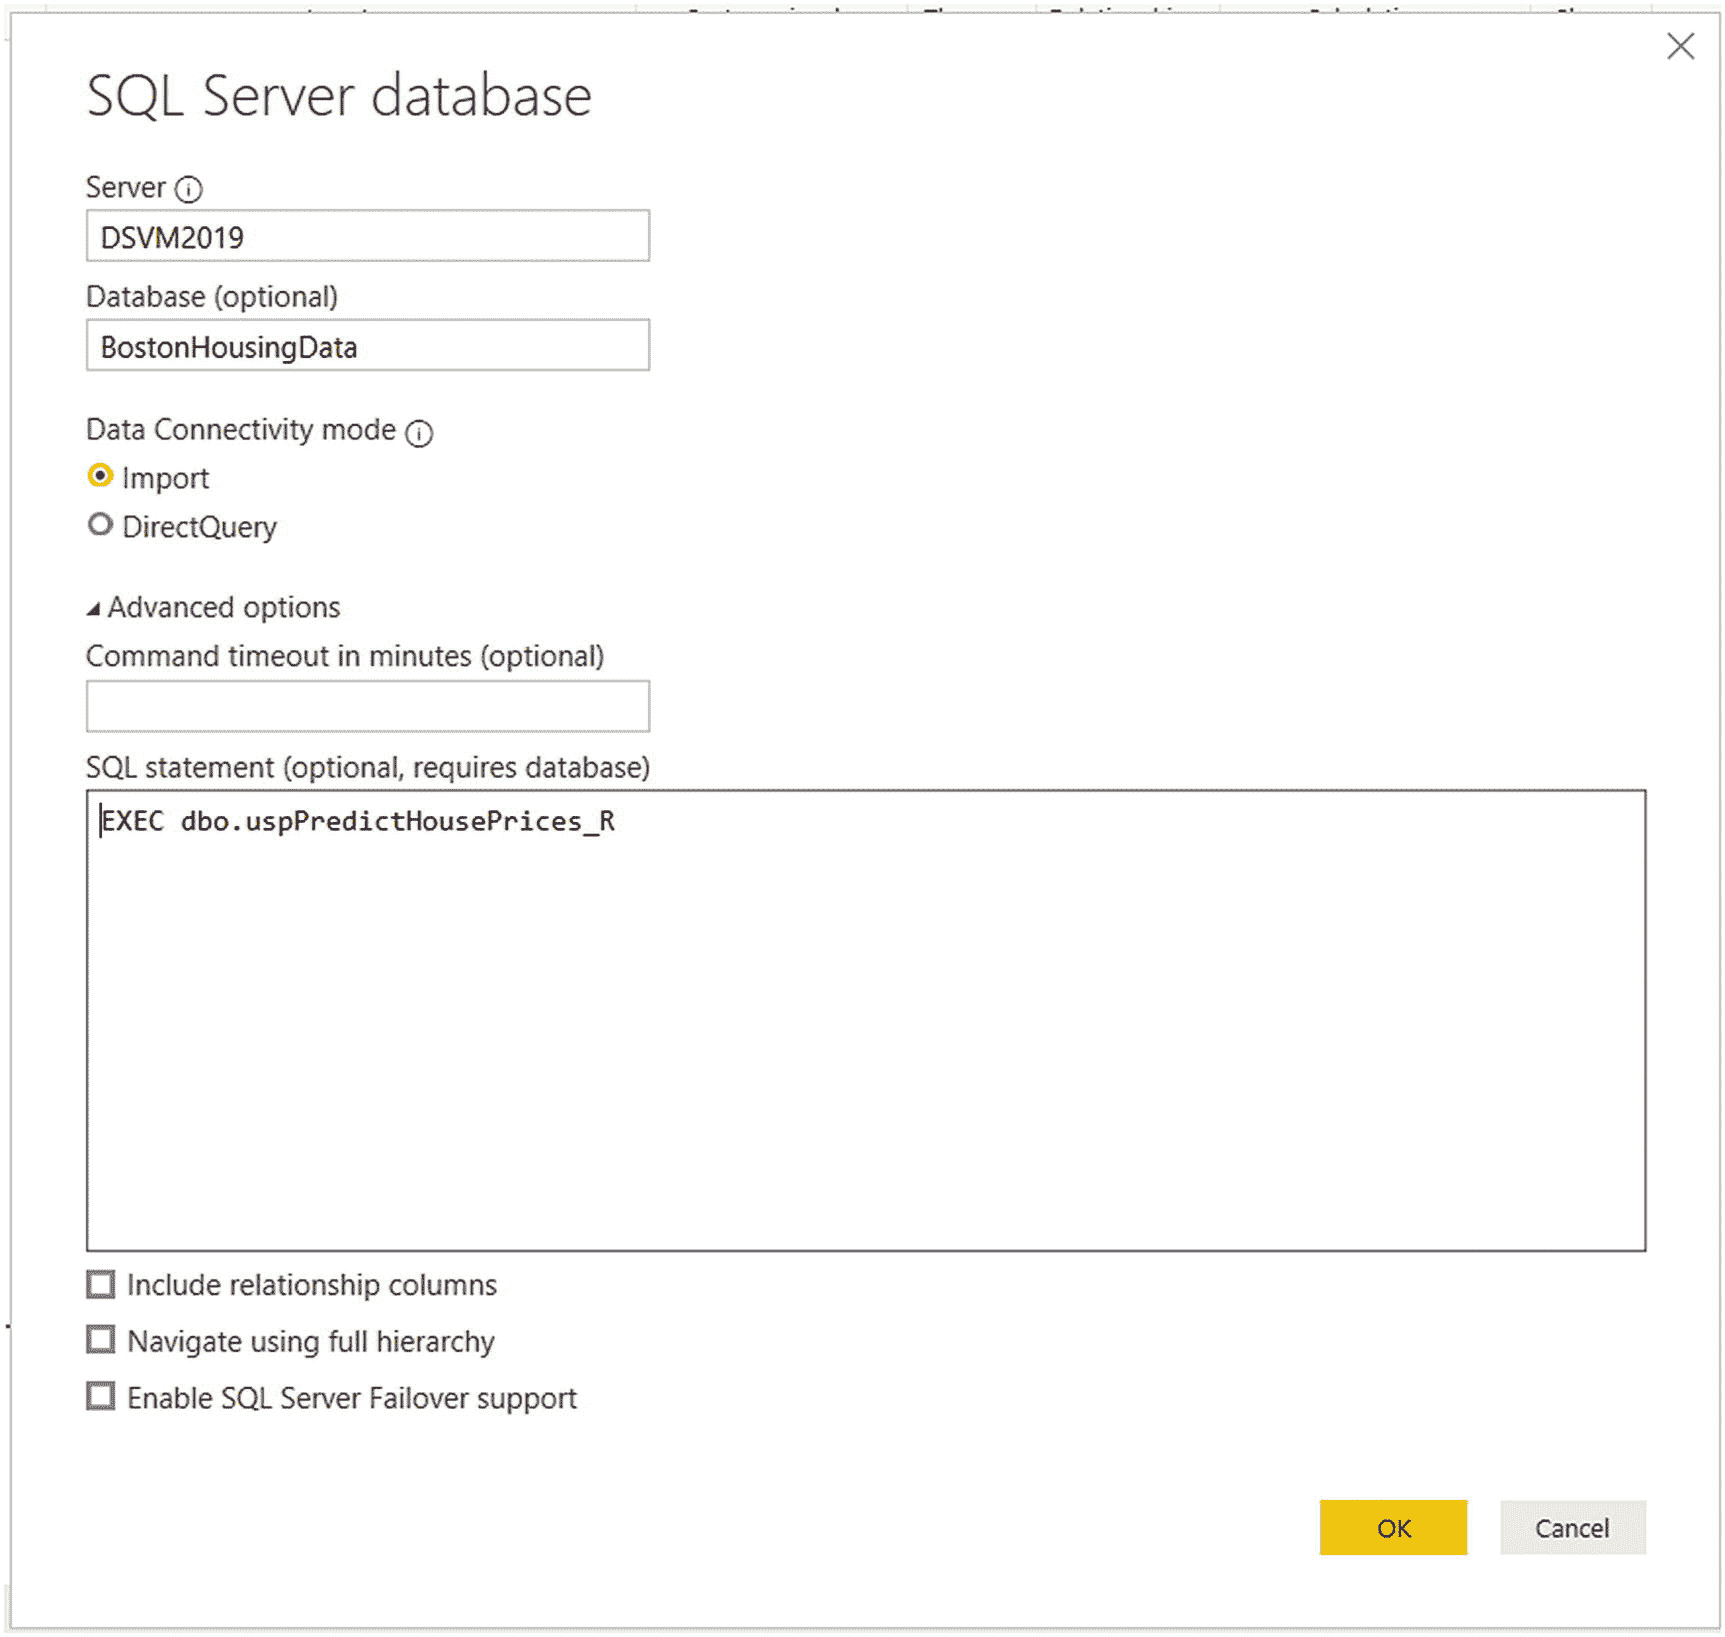 SQL Server database
Server
DSVM2019
Database (optional)
BostonHousingData
Data Connectivity mode
Import
DirectQuery
Advanced options
Command timeout in minutes (optional)
SQL statement (optional, requires database)
EXEC dbo.uspPredictHousePrices_R
Include relationship columns
Navigate using full hierarchy
Enable SQL Server Failover support
OK Cancel